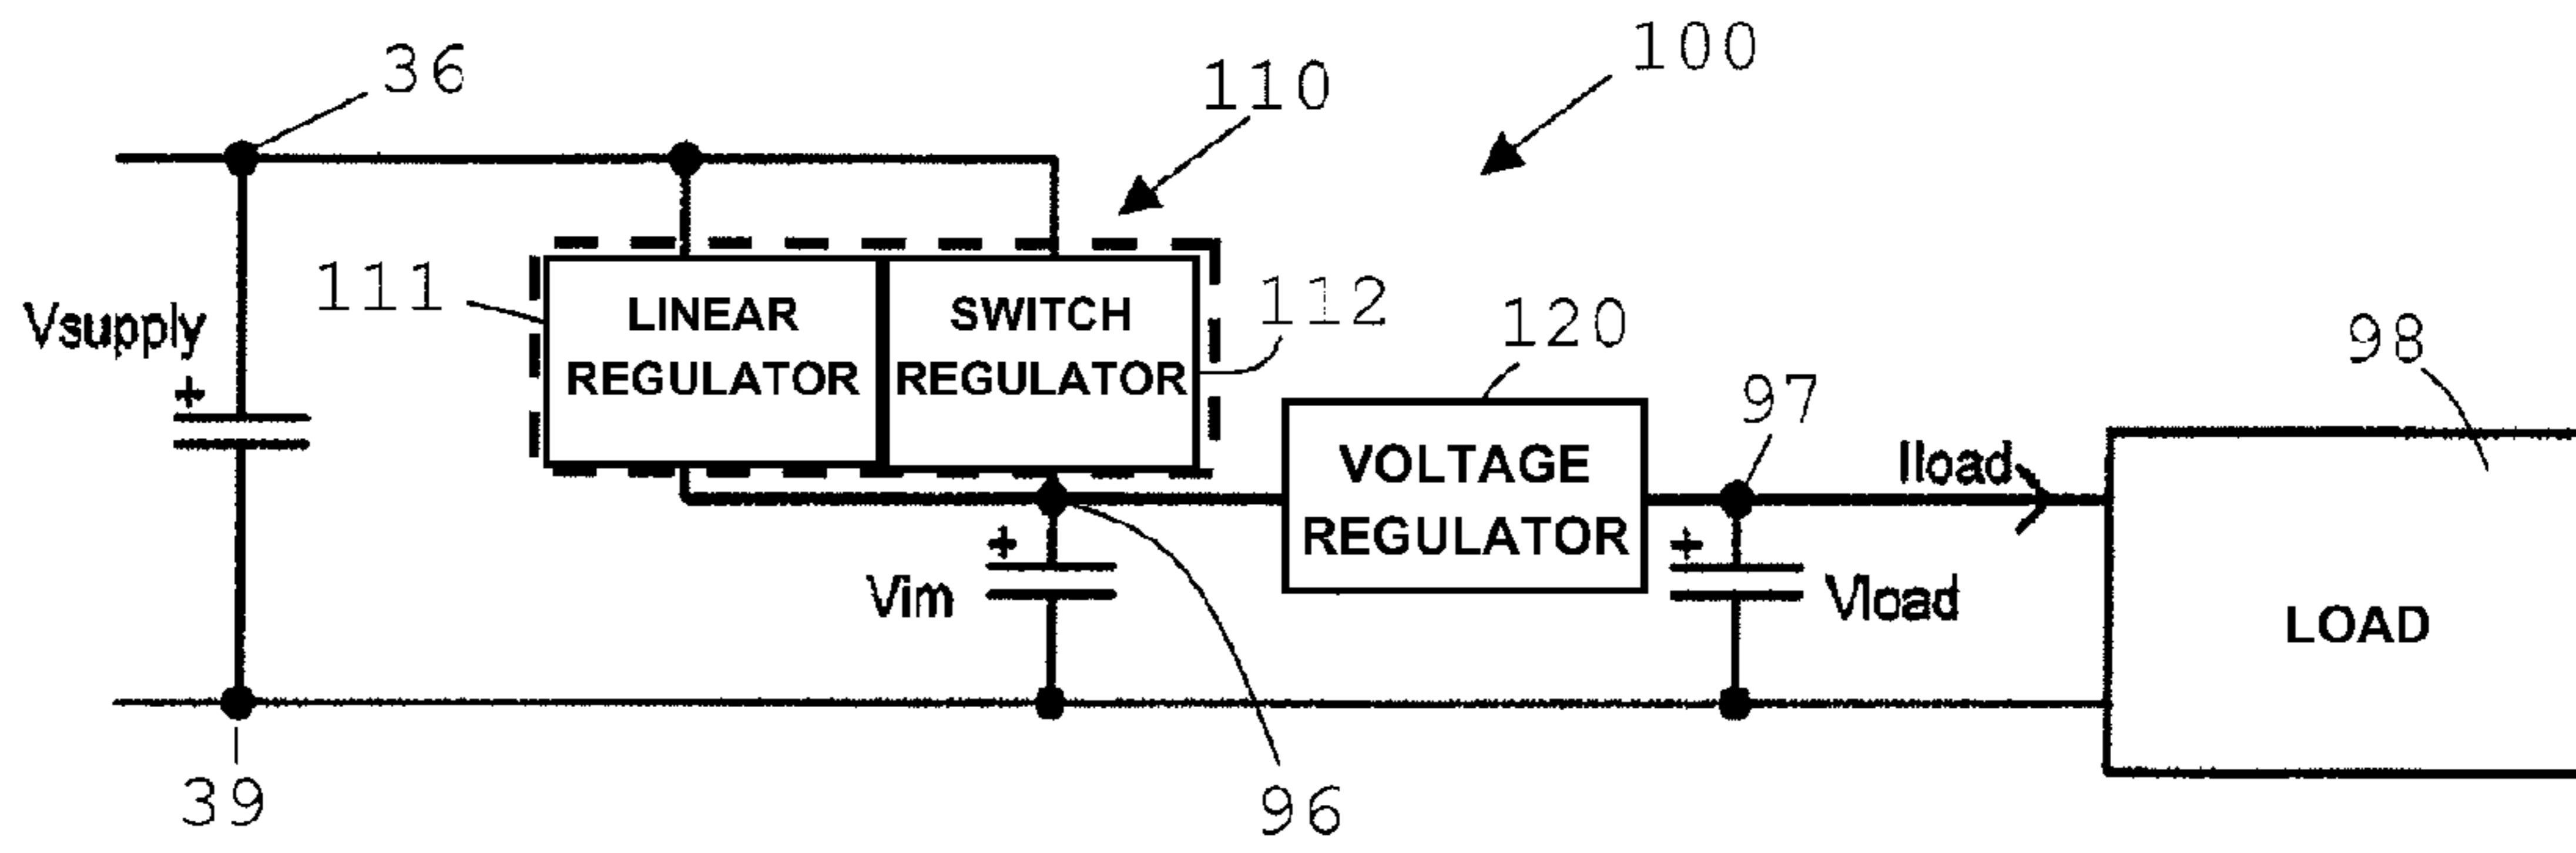 36
110
100
111
LINEAR
REGULATOR
SWITCH
REGULATOR
112
Vsupply
+
120
VOLTAGE
REGULATOR
97
98
Iload
+
Vim
+
Vload
LOAD
39
96